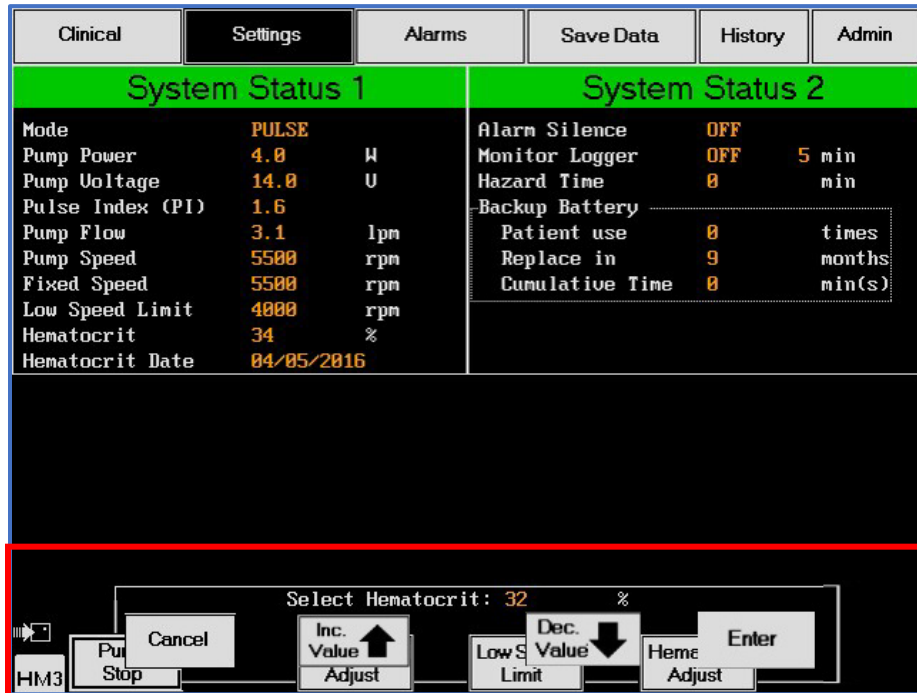 Clinical Settings Alarms Save Data History Admin
System Status 1
Mode PULSE
Pump Power 4.0 W
Pump Voltage 14.0 V
Pulse Index (PI) 1.6
Pump Flow 3.1 lpm
Pump Speed 5500 rpm
Fixed Speed 5500 rpm
Low Speed Limit 4000 rpm
Hematocrit 34 %
Hematocrit Date 04/05/2016
System Status 2
Alarm Silence OFF
Monitor Logger OFF 5 min
Hazard Time 0 min
Backup Battery
Patient use 0 times
Replace in 9 months
Cumulative Time 0 min(s)
Select Hematocrit: 32 %
Cancel
Inc.
Value
Dec.
Value
Enter
HM3
Stop
Adjust
Low S
Limit
Hema
Adjust